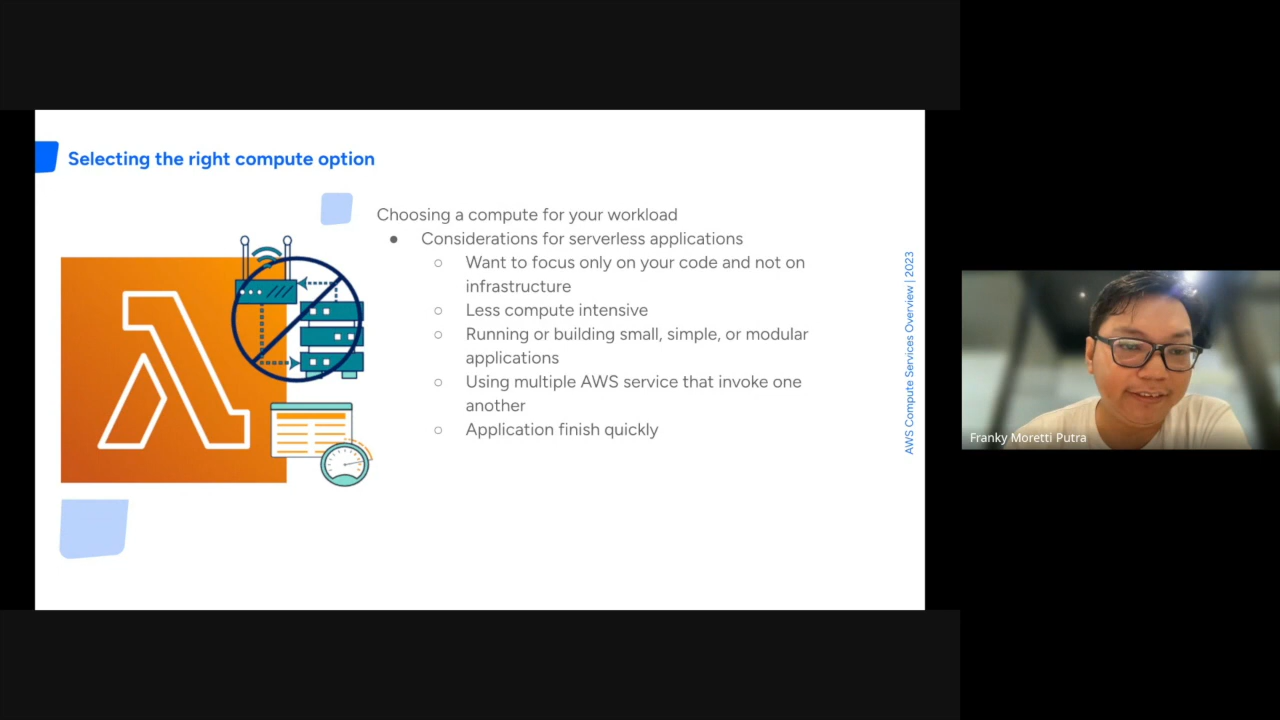 Selecting the right compute option
Choosing a compute for your workload
● Considerations for serverless applications
○ Want to focus only on your code and not on
infrastructure
○ Less compute intensive
○ Running or building small, simple, or modular
applications
○ Using multiple AWS service that invoke one
another
○ Application finish quickly
AWS Compute Services Overview | 2023
Franky Moretti Putra